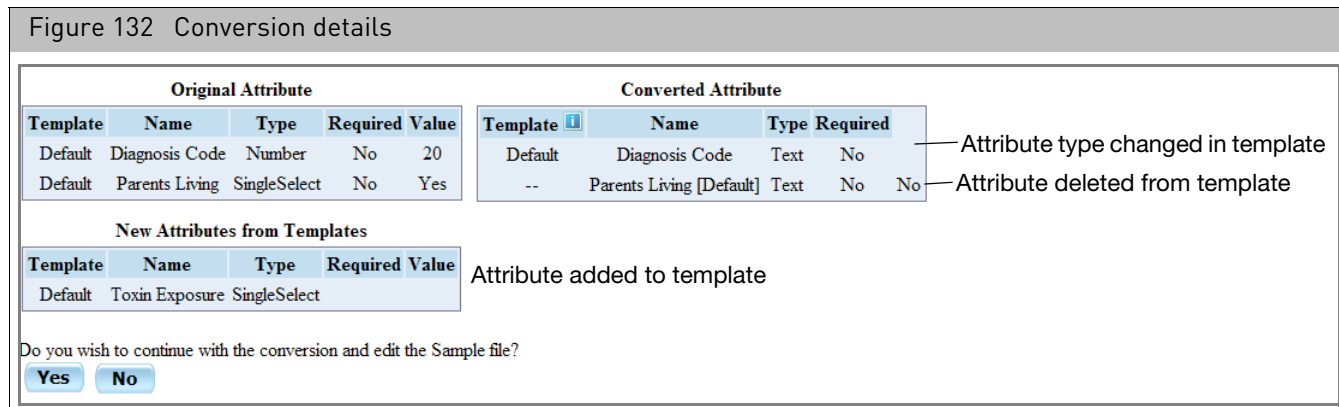 Figure 132 Conversion details
Original Attribute
Template Name Type Required Value
Default Diagnosis Code Number No 20
Default Parents Living SingleSelect No Yes
Converted Attribute
Template i Name Type Required
Default Diagnosis Code Text No
-- Parents Living [Default] Text No No
Attribute type changed in template
Attribute deleted from template
New Attributes from Templates
Template Name Type Required Value
Default Toxin Exposure SingleSelect
Attribute added to template
Do you wish to continue with the conversion and edit the Sample file?
Yes No